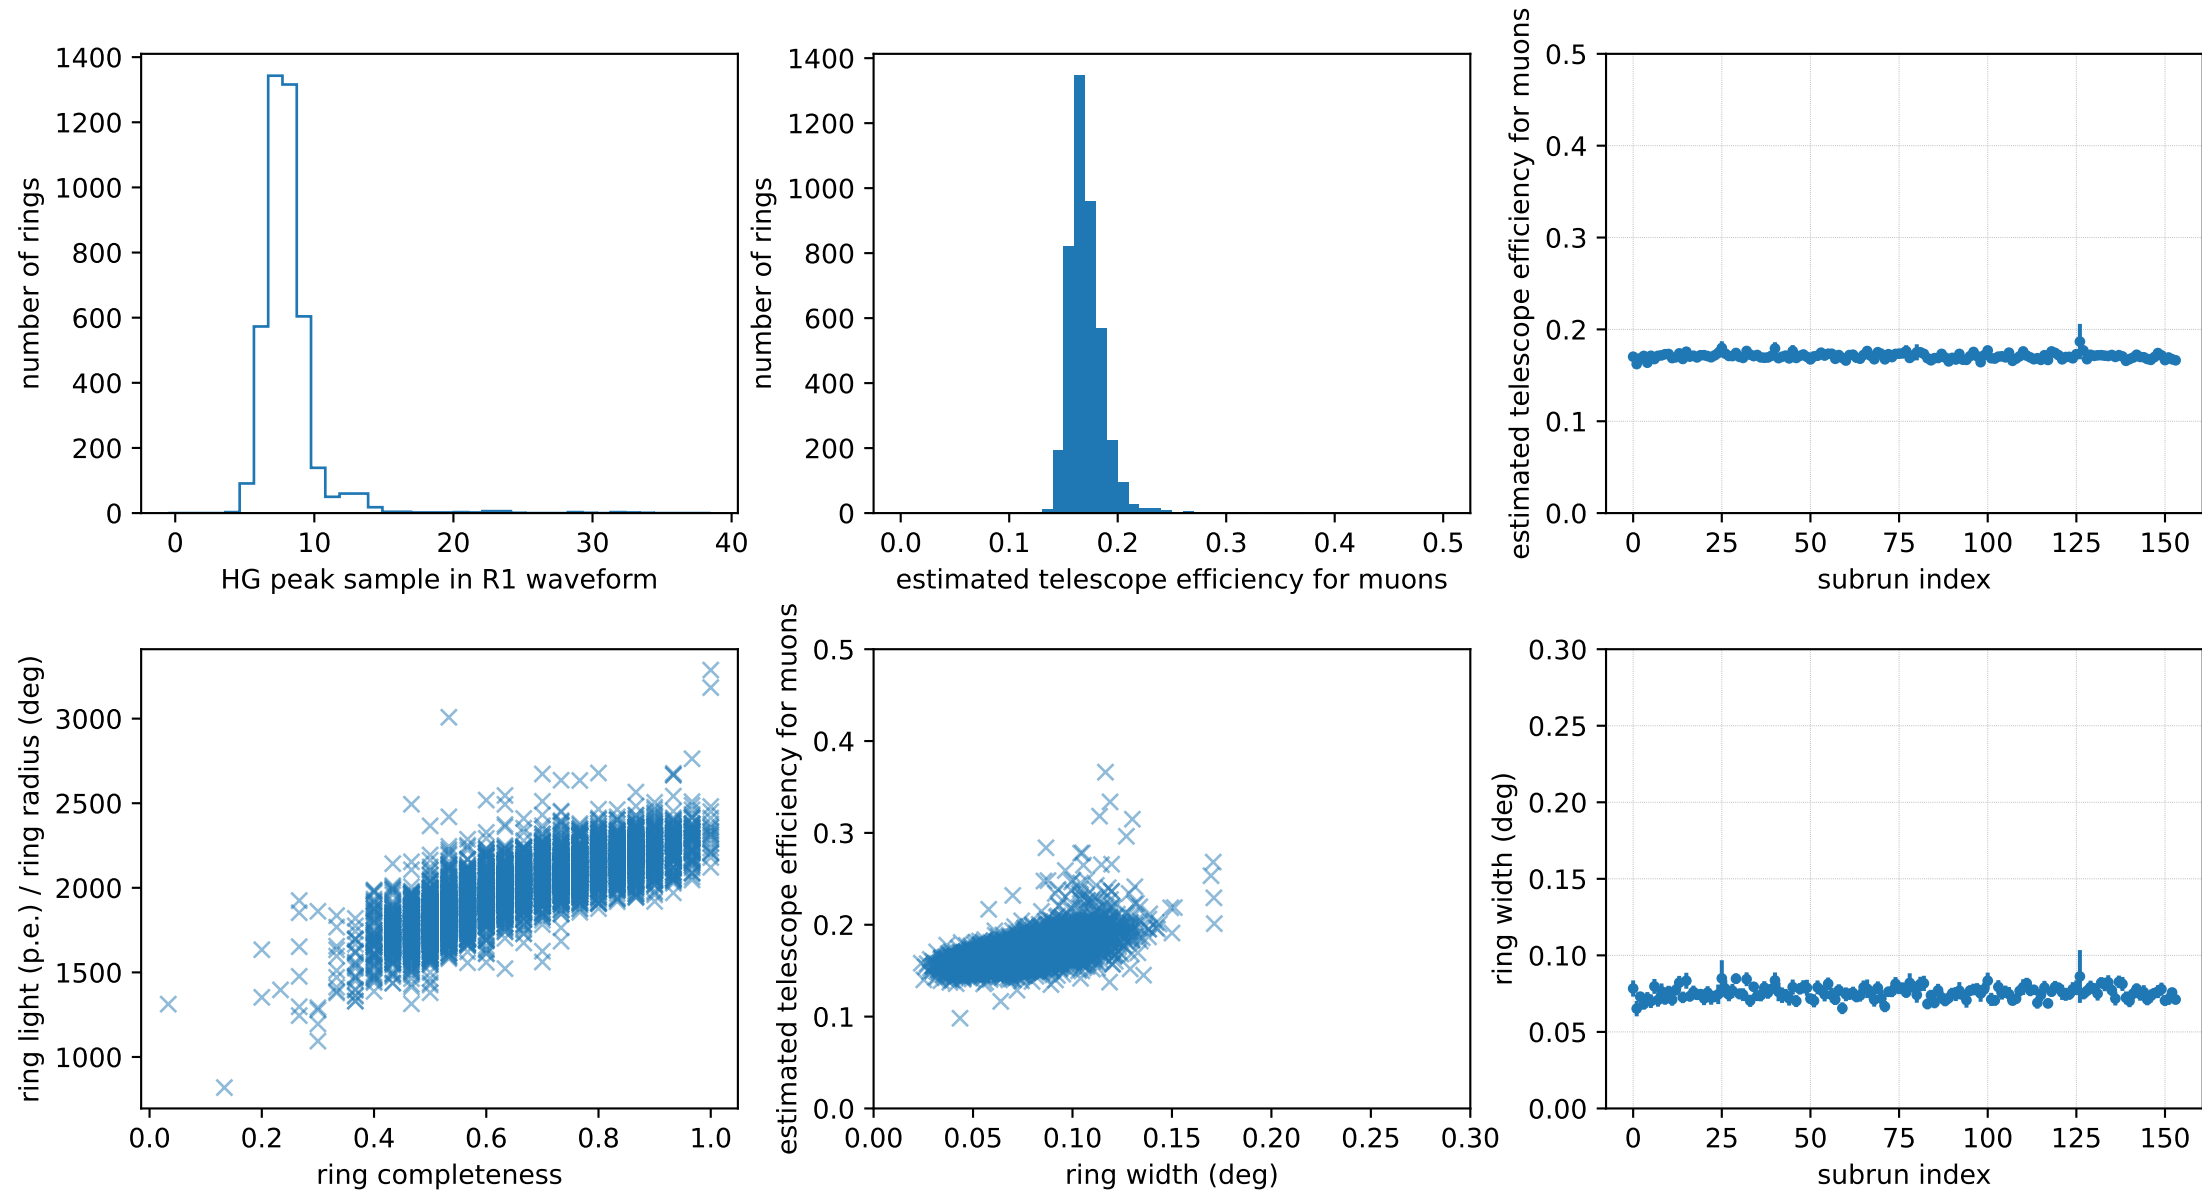 1400
1200
1000
800
600
400
200
0
number of rings
0 10 20 30 40
HG peak sample in R1 waveform
1400
1200
1000
800
600
400
200
0
number of rings
0.0 0.1 0.2 0.3 0.4 0.5
estimated telescope efficiency for muons
0.5
0.4
0.3
0.2
0.1
0.0
estimated telescope efficiency for muons
0 25 50 75 100 125 150
subrun index
3000
2500
2000
1500
1000
ring light (p.e.) / ring radius (deg)
0.0 0.2 0.4 0.6 0.8 1.0
ring completeness
0.5
0.4
0.3
0.2
0.1
0.0
estimated telescope efficiency for muons
0.00 0.05 0.10 0.15 0.20 0.25 0.30
ring width (deg)
0.30
0.25
0.20
0.15
0.10
0.05
0.00
ring width (deg)
0 25 50 75 100 125 150
subrun index